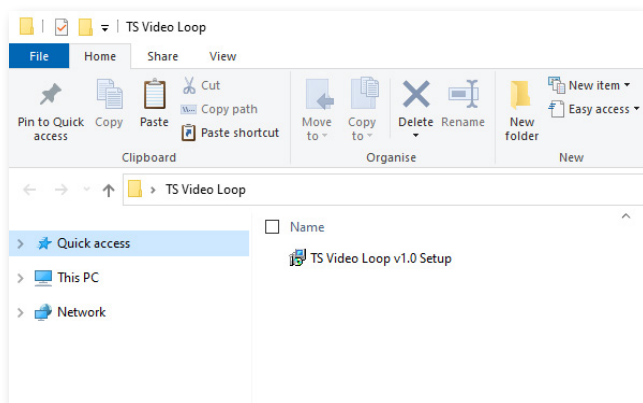 TS Video Loop
File Home Share View
Pin to Quick access
Copy
Paste
Cut
Copy path
Paste shortcut
Clipboard
Move to
Copy to
Delete
Rename
Organise
New folder
New item
Easy access
New
TS Video Loop
Quick access
This PC
Network
Name
TS Video Loop v1.0 Setup